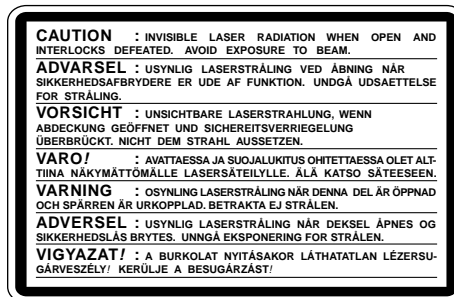 CAUTION : INVISIBLE LASER RADIATION WHEN OPEN AND
INTERLOCKS DEFEATED. AVOID EXPOSURE TO BEAM.
ADVARSEL : USYNLIG LASERSTRÅLING VED ÅBNING NÅR
SIKKERHEDSAFBRYDERE ER UDE AF FUNKTION. UNDGÅ UDSAETTELSE
FOR STRÅLING.
VORSICHT : UNSICHTBARE LASERSTRAHLUNG, WENN
ABDECKUNG GEÖFFNET UND SICHEREITSVERRIEGELUNG
ÜBERBRÜCKT. NICHT DEM STRAHL AUSSETZEN.
VARO! : AVATTAESSA JA SUOJALUKITUS OHITETTAESSA OLET ALT-
TIINA NÄKYMÄTTÖMÄLLE LASERSÄTEILYLLE. ÄLÄ KATSO SÄTEESEEN.
VARNING : OSYNLING LASERSTRÅLING NÄR DENNA DEL ÄR ÖPPNAD
OCH SPÄRREN ÄR URKOPPLAD. BETRAKTA EJ STRÅLEN.
ADVERSEL : USYNLIG LASERSTRÅLING NÅR DEKSEL ÅPNES OG
SIKKERHEDSLÅS BRYTES. UNNGÅ EKSPONERING FOR STRÅLEN.
VIGYAZAT! : A BURKOLAT NYITÁSAKOR LÁTHATATLAN LÉZERSU-
GÁRVESZÉLY! KERÜLJE A BESUGÁRZÁST!